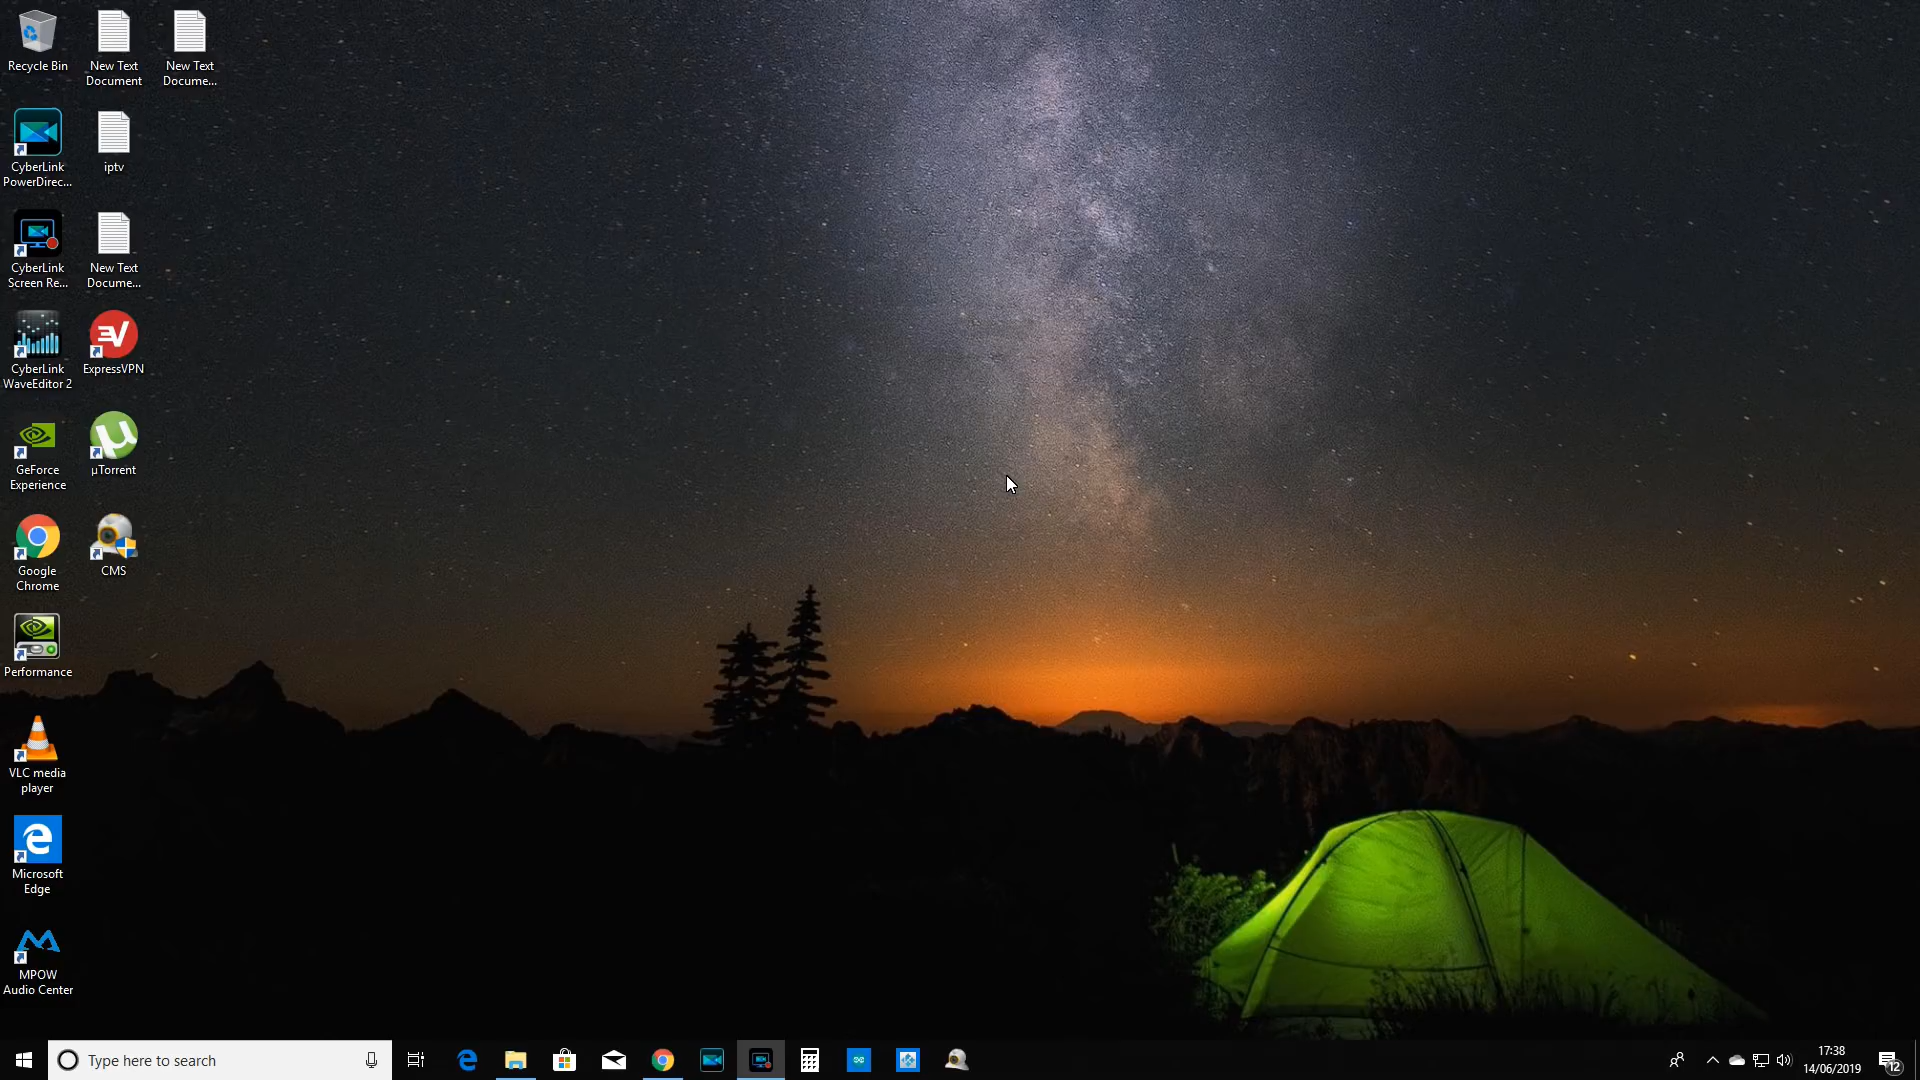 Recycle Bin
New Text
Document
New Text
Docume...
CyberLink
PowerDirec...
iptv
CyberLink
Screen Re...
New Text
Docume...
CyberLink
WaveEditor 2
ExpressVPN
GeForce
Experience
µTorrent
Google
Chrome
CMS
Performance
VLC media
player
Microsoft
Edge
MPOW
Audio Center
Type here to search
17:38
14/06/2019
12